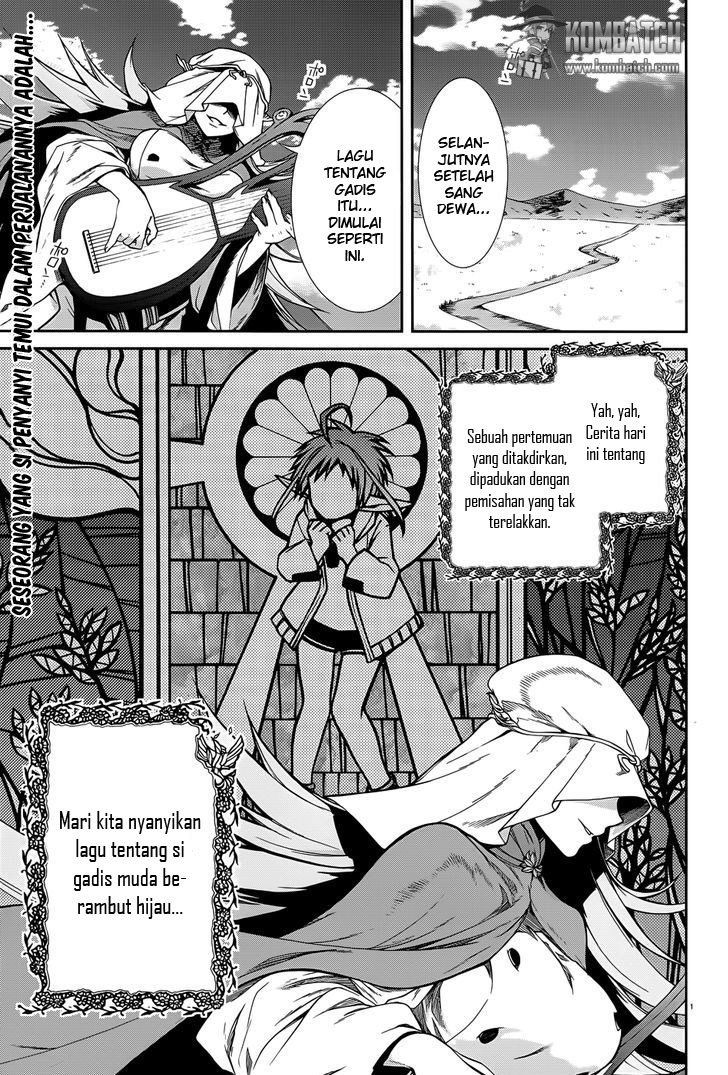 KOMBATCH
www.kombatch.com
SELAN-
JUTNYA
SETELAH
SANG
DEWA...
LAGU
TENTANG
GADIS
ITU...
DIMULAI
SEPERTI
INI.
SESEORANG YANG SI PENYANYI TEMUI DALAM PERJALANANNYA ADALAH....
Yah, yah,
Cerita hari
ini tentang
Sebuah pertemuan
yang ditakdirkan,
dipadukan dengan
pemisahan yang tak
terelakkan.
Mari kita nyanyikan
lagu tentang si
gadis muda be-
rambut hijau...
1